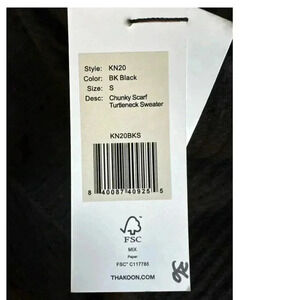 Style: KN20
Color: BK Black
Size: S
Desc: Chunky Scarf
Turtleneck Sweater
KN20BKS
8 40087 40925 5
FSC
MIX
Paper
FSC® C117785
THAKOON.COM